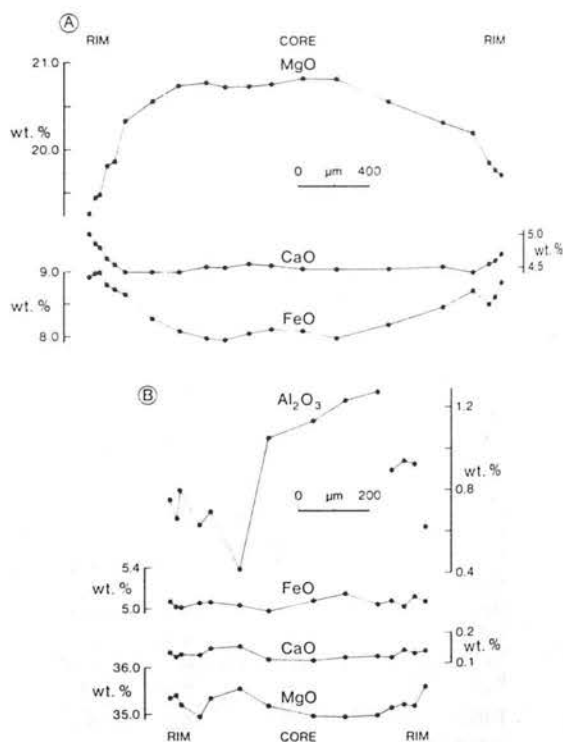 A
RIM CORE RIM
MgO
21.0
wt. %
20.0
0 µm 400
CaO
5.0
wt. %
4.5
9.0
wt. %
FeO
8.0
B
Al2O3
1.2
wt. %
0.8
0 µm 200
0.4
5.4
wt. %
FeO
5.0
CaO
0.2
wt. %
0.1
36.0
wt. %
MgO
35.0
RIM CORE RIM